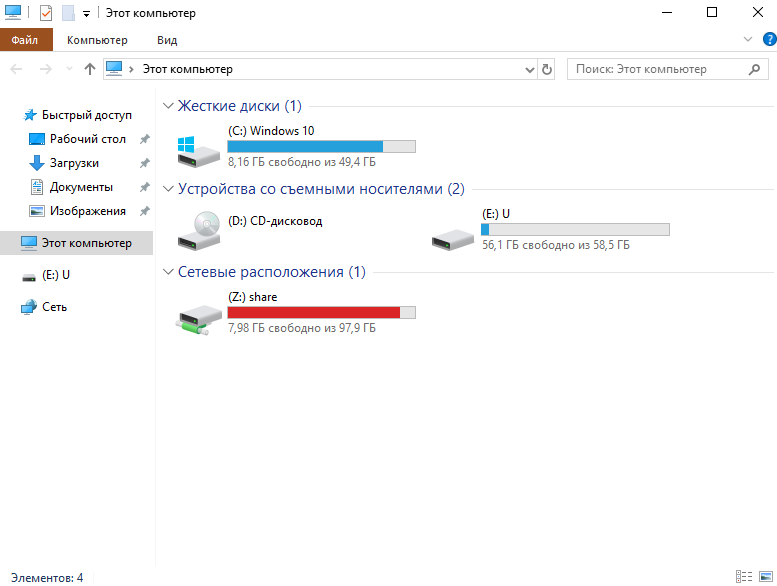 Этот компьютер
Файл Компьютер Вид ?
Этот компьютер Поиск: Этот компьютер
Быстрый доступ
Рабочий стол
Загрузки
Документы
Изображения
Этот компьютер
(E:) U
Сеть
Жесткие диски (1)
(C:) Windows 10
8,16 ГБ свободно из 49,4 ГБ
Устройства со съемными носителями (2)
(D:) CD-дисковод
(E:) U
56,1 ГБ свободно из 58,5 ГБ
Сетевые расположения (1)
(Z:) share
7,98 ГБ свободно из 97,9 ГБ
Элементов: 4